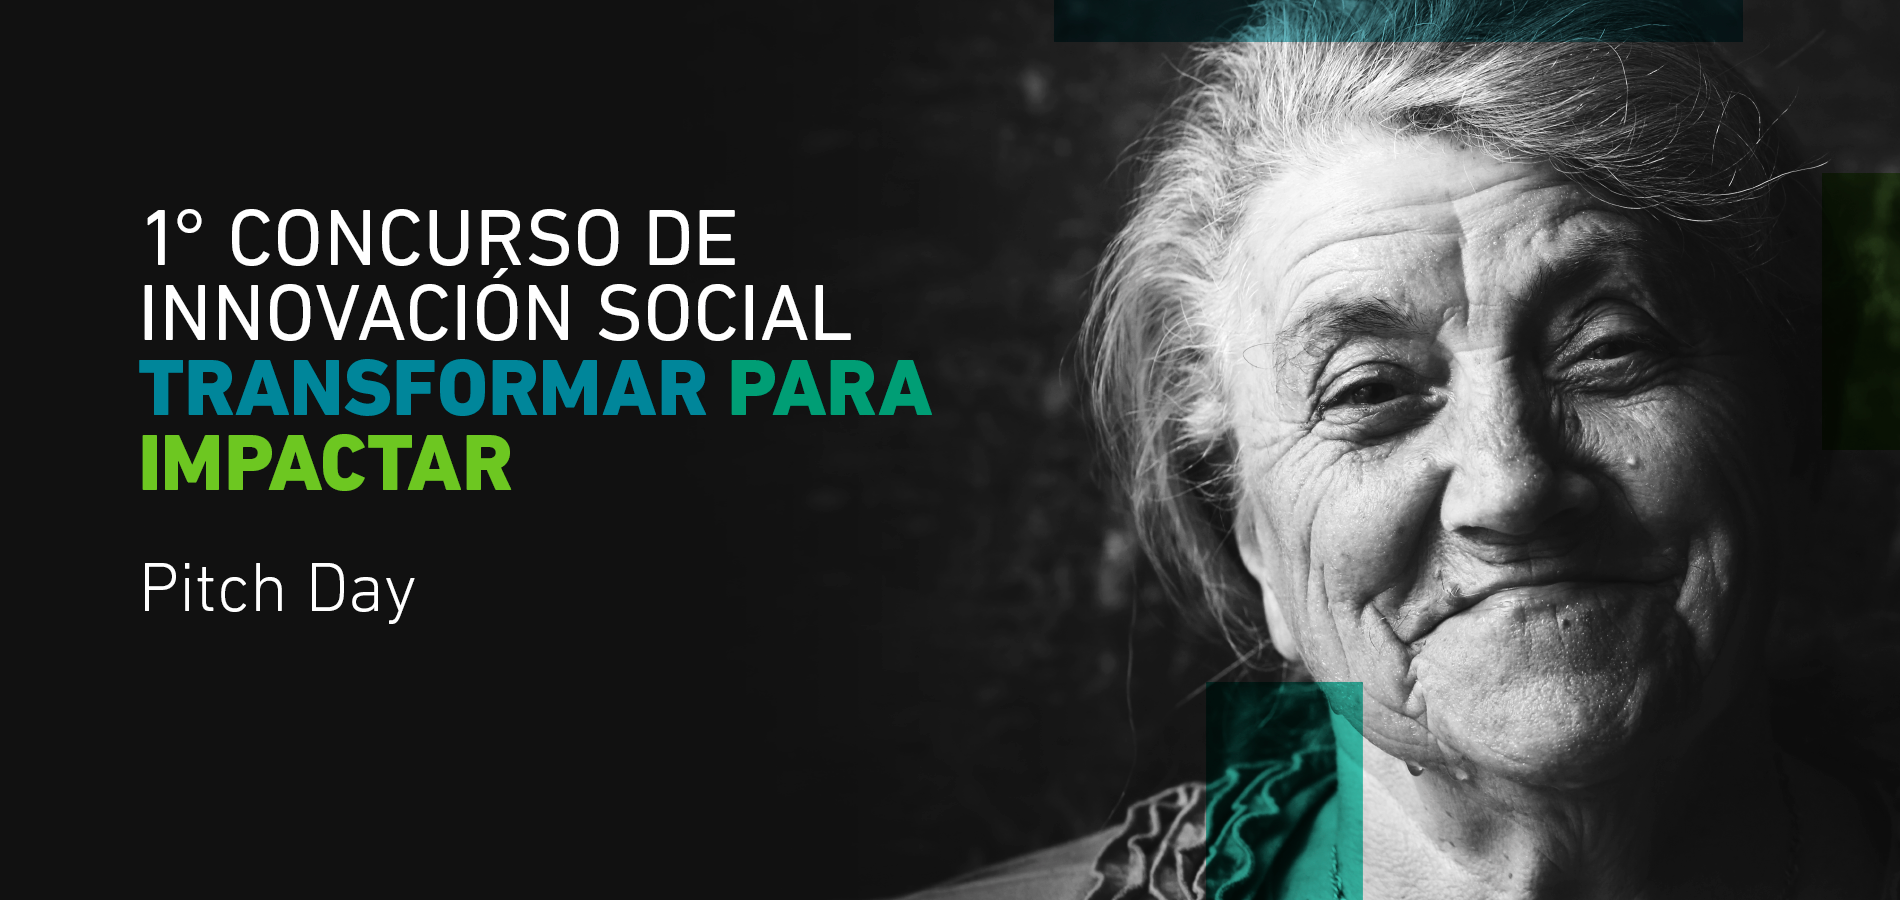 1° CONCURSO DE
INNOVACIÓN SOCIAL
TRANSFORMAR PARA
IMPACTAR
Pitch Day